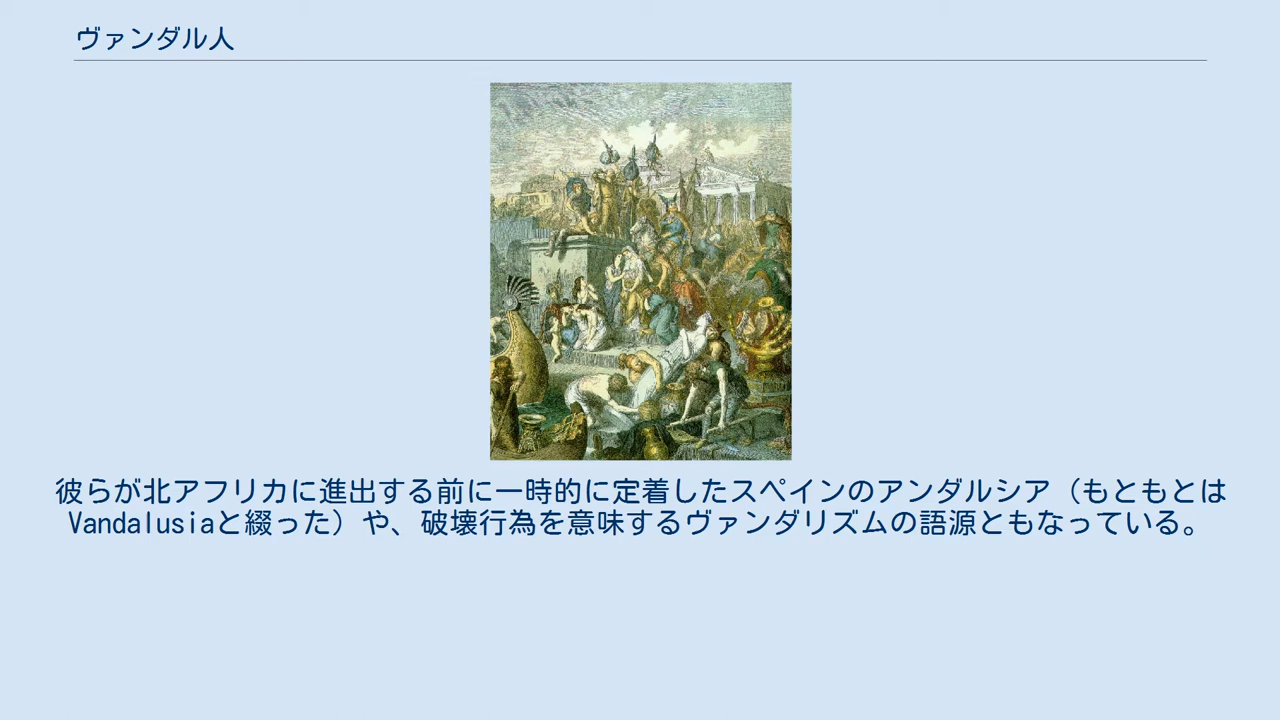 ヴァンダル人
彼らが北アフリカに進出する前に一時的に定着したスペインのアンダルシア（もともとは
Vandalusiaと綴った）や、破壊行為を意味するヴァンダリズムの語源ともなっている。